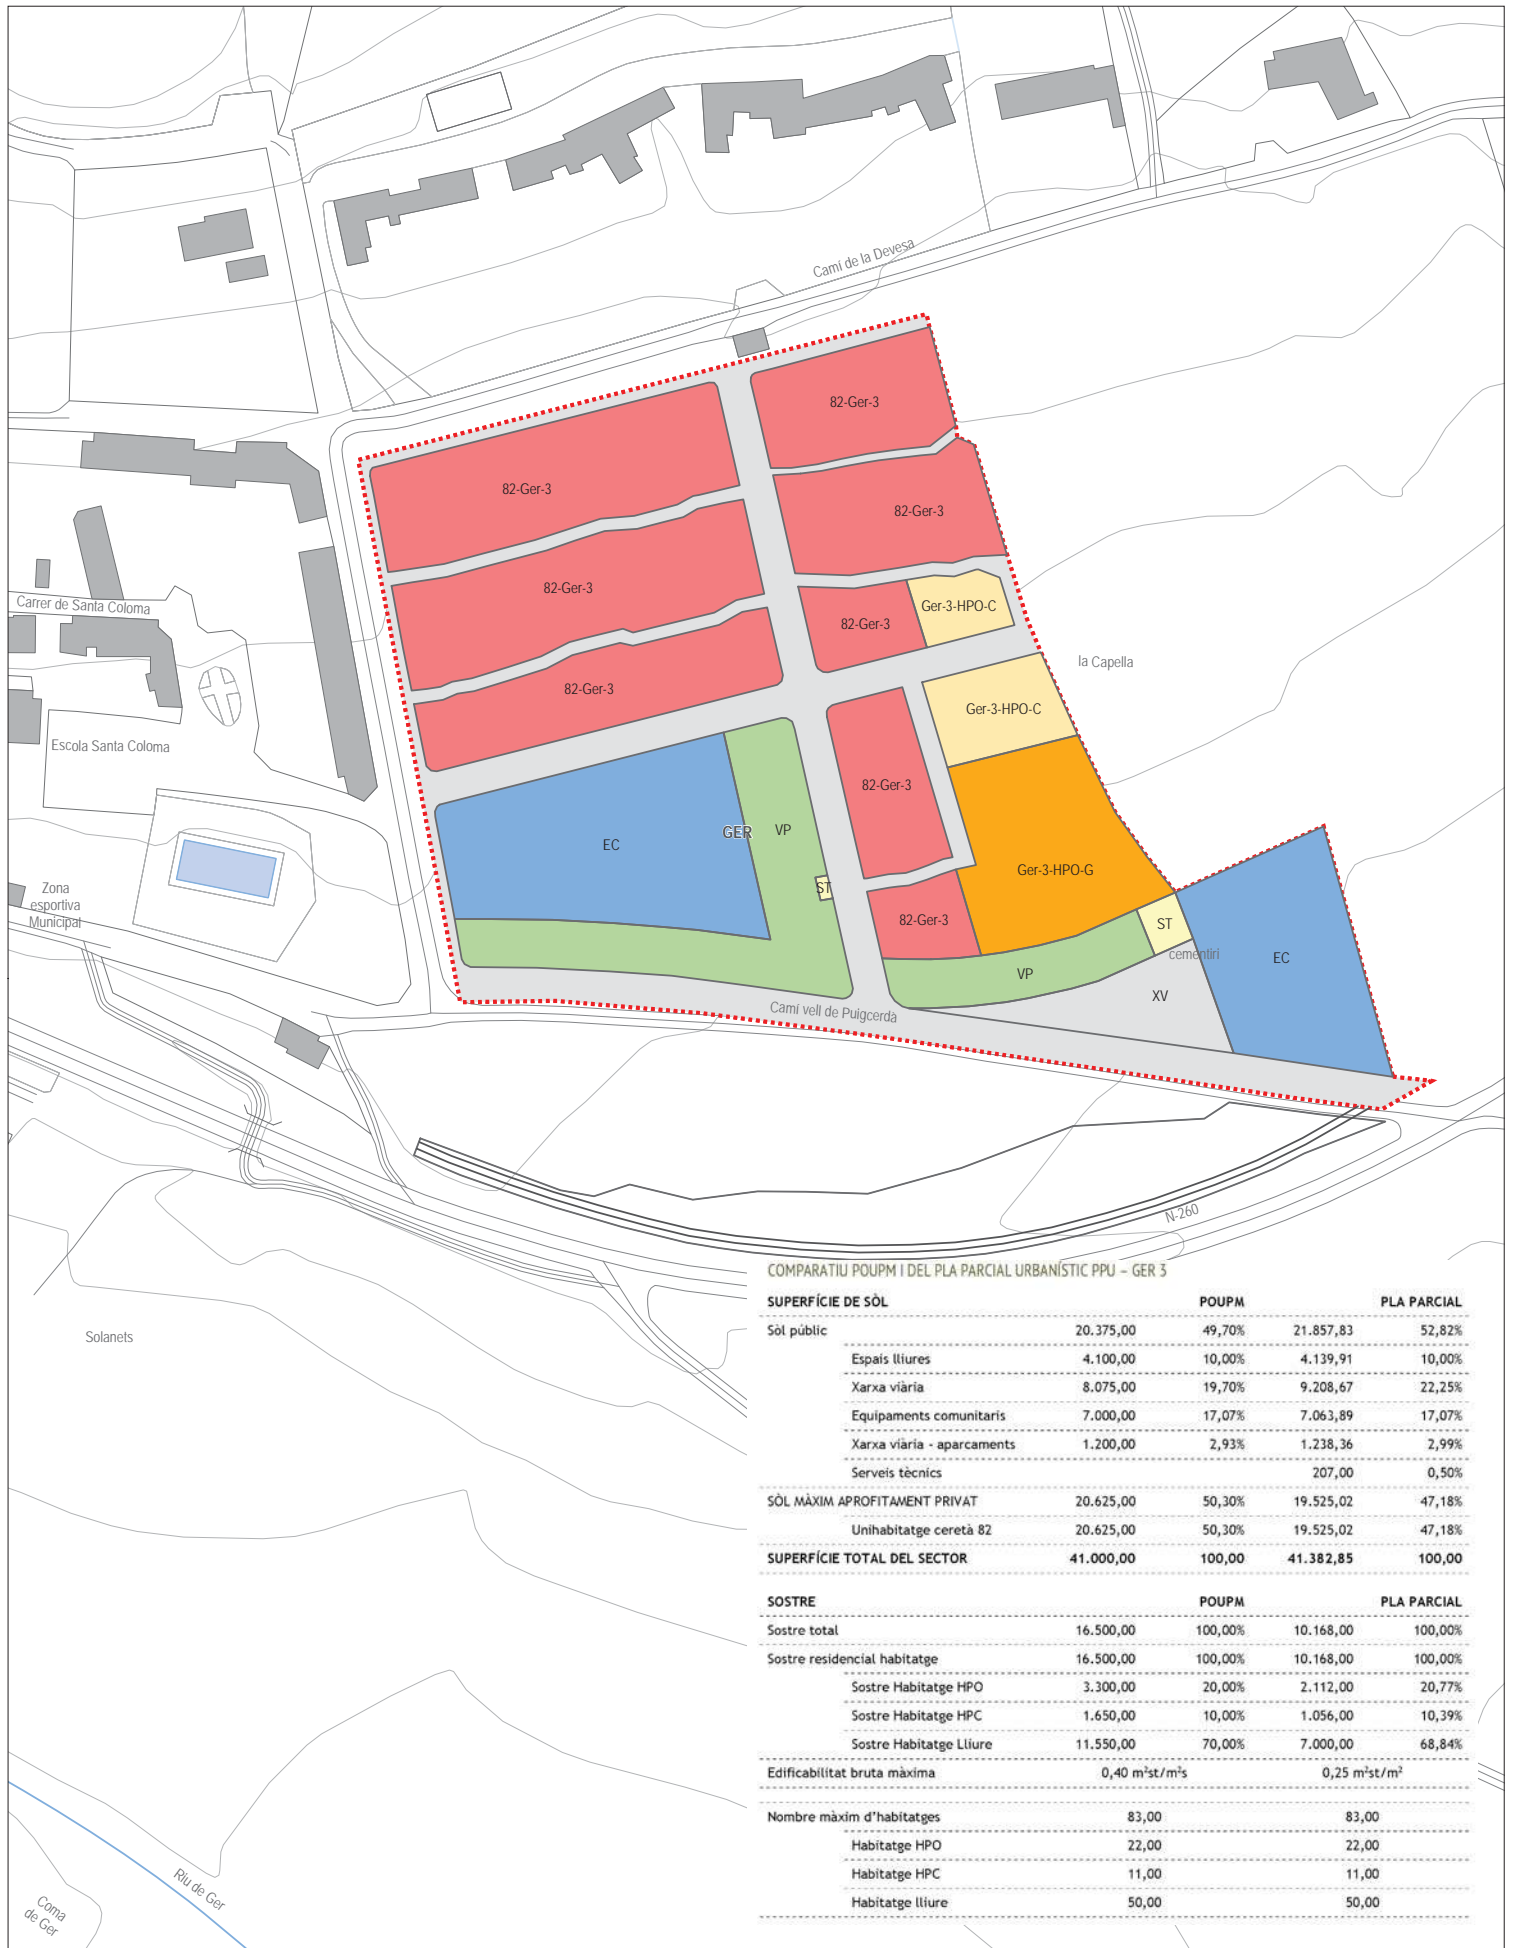 Camí de la Devesa
82-Ger-3
82-Ger-3
82-Ger-3
82-Ger-3
82-Ger-3
Ger-3-HPO-C
82-Ger-3
Carrer de Santa Coloma
la Capella
82-Ger-3
Ger-3-HPO-C
Escola Santa Coloma
82-Ger-3
GER
VP
EC
Ger-3-HPO-G
ST
Zona
esportiva
Municipal
82-Ger-3
ST
cementiri
EC
VP
XV
Camí vell de Puigcerdà
N-260
Solanets
Riu de Ger
Coma
de Ger
COMPARATIU POUPM I DEL PLA PARCIAL URBANÍSTIC PPU – GER 3
SUPERFÍCIE DE SÒL POUPM PLA PARCIAL
Sòl públic 20.375,00 49,70% 21.857,83 52,82%
Espais lliures 4.100,00 10,00% 4.139,91 10,00%
Xarxa viària 8.075,00 19,70% 9.208,67 22,25%
Equipaments comunitaris 7.000,00 17,07% 7.063,89 17,07%
Xarxa viària - aparcaments 1.200,00 2,93% 1.238,36 2,99%
Serveis tècnics 207,00 0,50%
SÒL MÀXIM APROFITAMENT PRIVAT 20.625,00 50,30% 19.525,02 47,18%
Unihabitatge ceretà 82 20.625,00 50,30% 19.525,02 47,18%
SUPERFÍCIE TOTAL DEL SECTOR 41.000,00 100,00 41.382,85 100,00
SOSTRE POUPM PLA PARCIAL
Sostre total 16.500,00 100,00% 10.168,00 100,00%
Sostre residencial habitatge 16.500,00 100,00% 10.168,00 100,00%
Sostre Habitatge HPO 3.300,00 20,00% 2.112,00 20,77%
Sostre Habitatge HPC 1.650,00 10,00% 1.056,00 10,39%
Sostre Habitatge Lliure 11.550,00 70,00% 7.000,00 68,84%
Edificabilitat bruta màxima 0,40 m²st/m²s 0,25 m²st/m²
Nombre màxim d'habitatges 83,00 83,00
Habitatge HPO 22,00 22,00
Habitatge HPC 11,00 11,00
Habitatge lliure 50,00 50,00